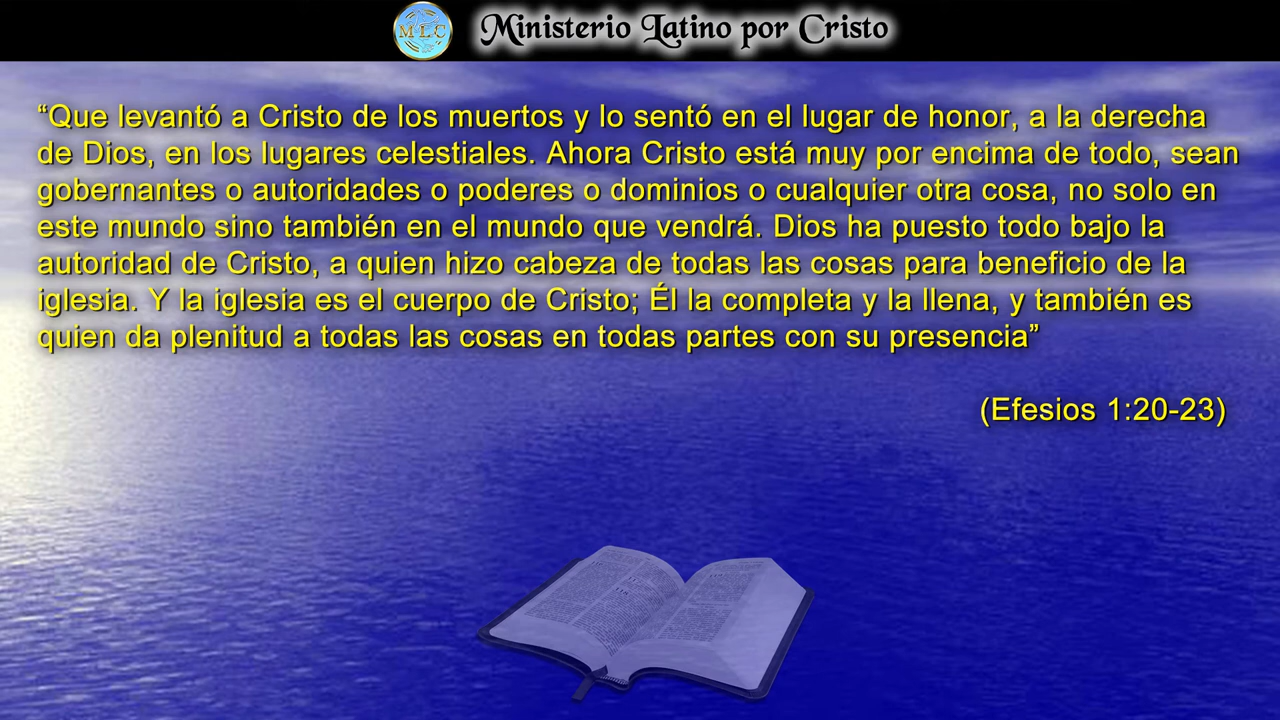 MLC Ministerio Latino por Cristo
“Que levantó a Cristo de los muertos y lo sentó en el lugar de honor, a la derecha
de Dios, en los lugares celestiales. Ahora Cristo está muy por encima de todo, sean
gobernantes o autoridades o poderes o dominios o cualquier otra cosa, no solo en
este mundo sino también en el mundo que vendrá. Dios ha puesto todo bajo la
autoridad de Cristo, a quien hizo cabeza de todas las cosas para beneficio de la
iglesia. Y la iglesia es el cuerpo de Cristo; Él la completa y la llena, y también es
quien da plenitud a todas las cosas en todas partes con su presencia”
(Efesios 1:20-23)